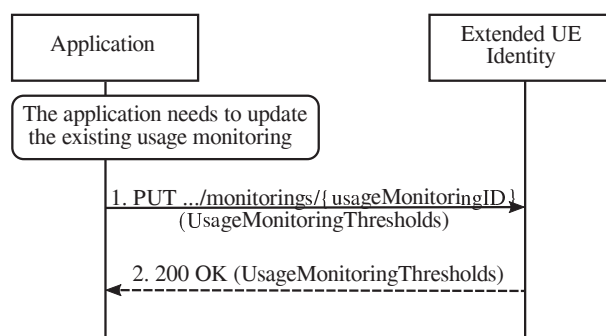 Application
Extended UE
Identity
The application needs to update
the existing usage monitoring
1. PUT .../monitorings/{usageMonitoringID}
(UsageMonitoringThresholds)
2. 200 OK (UsageMonitoringThresholds)